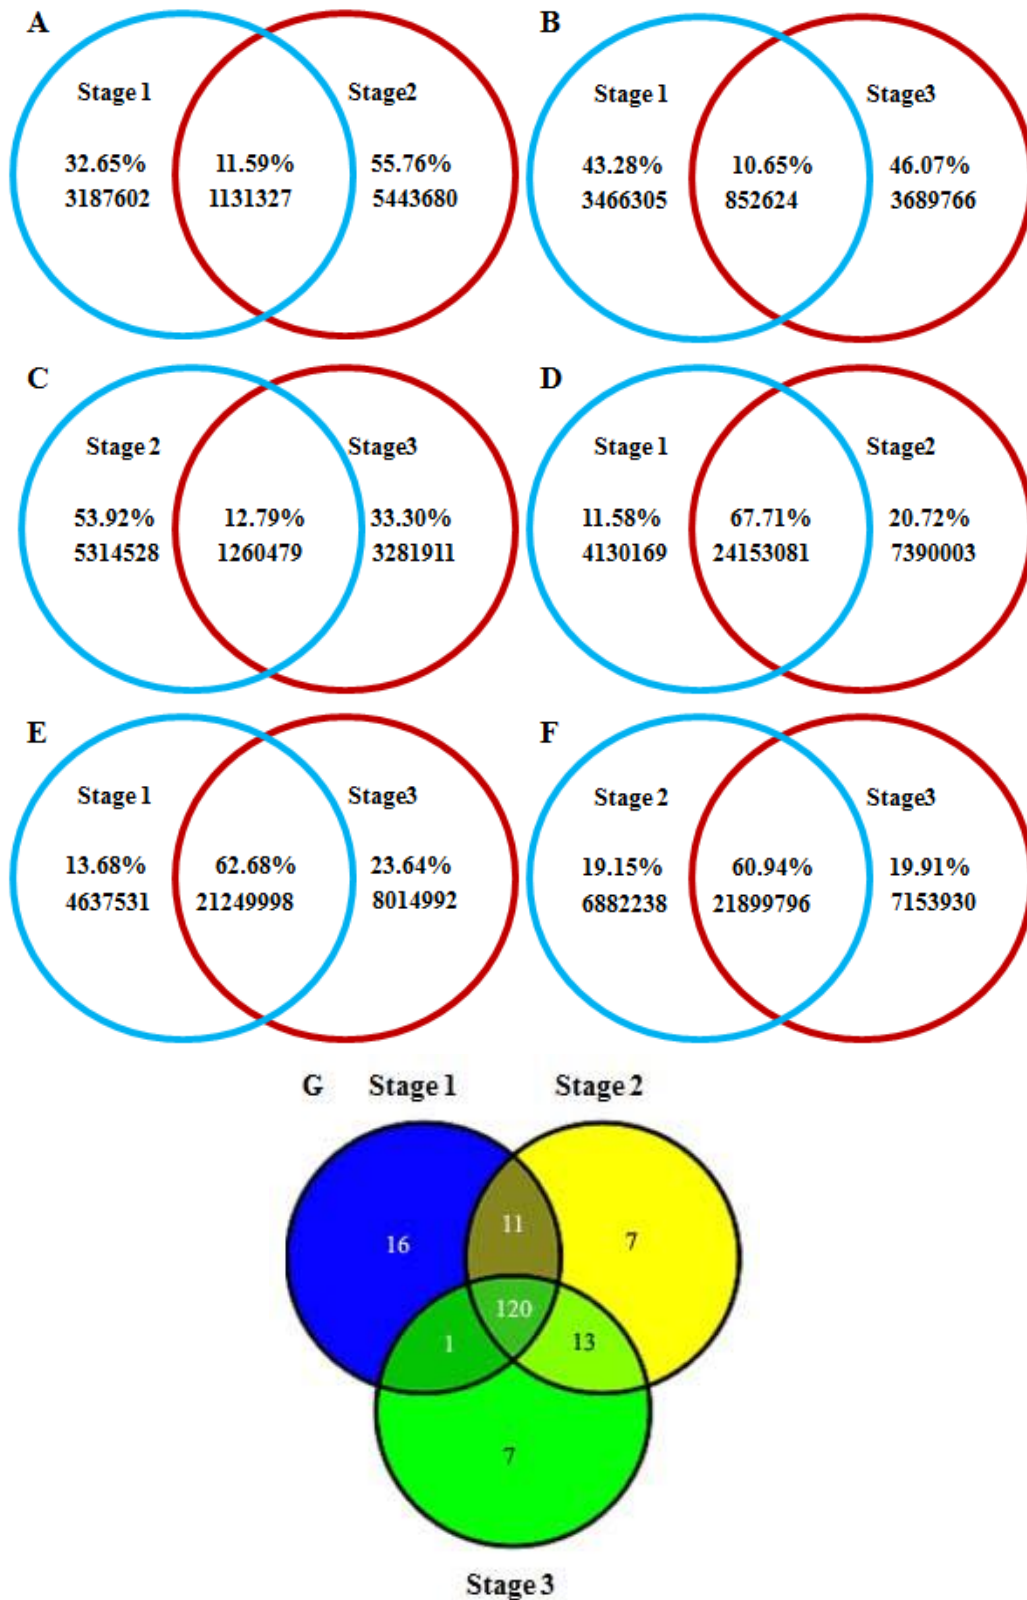 A
Stage 1
Stage2
32.65%
11.59%
55.76%
3187602
1131327
5443680
B
Stage 1
Stage3
43.28%
10.65%
46.07%
3466305
852624
3689766
C
Stage 2
Stage3
53.92%
12.79%
33.30%
5314528
1260479
3281911
D
Stage 1
Stage2
11.58%
67.71%
20.72%
4130169
24153081
7390003
E
Stage 1
Stage3
13.68%
62.68%
23.64%
4637531
21249998
8014992
F
Stage 2
Stage3
19.15%
60.94%
19.91%
6882238
21899796
7153930
G
Stage 1
Stage 2
16
11
7
120
1
13
7
Stage 3